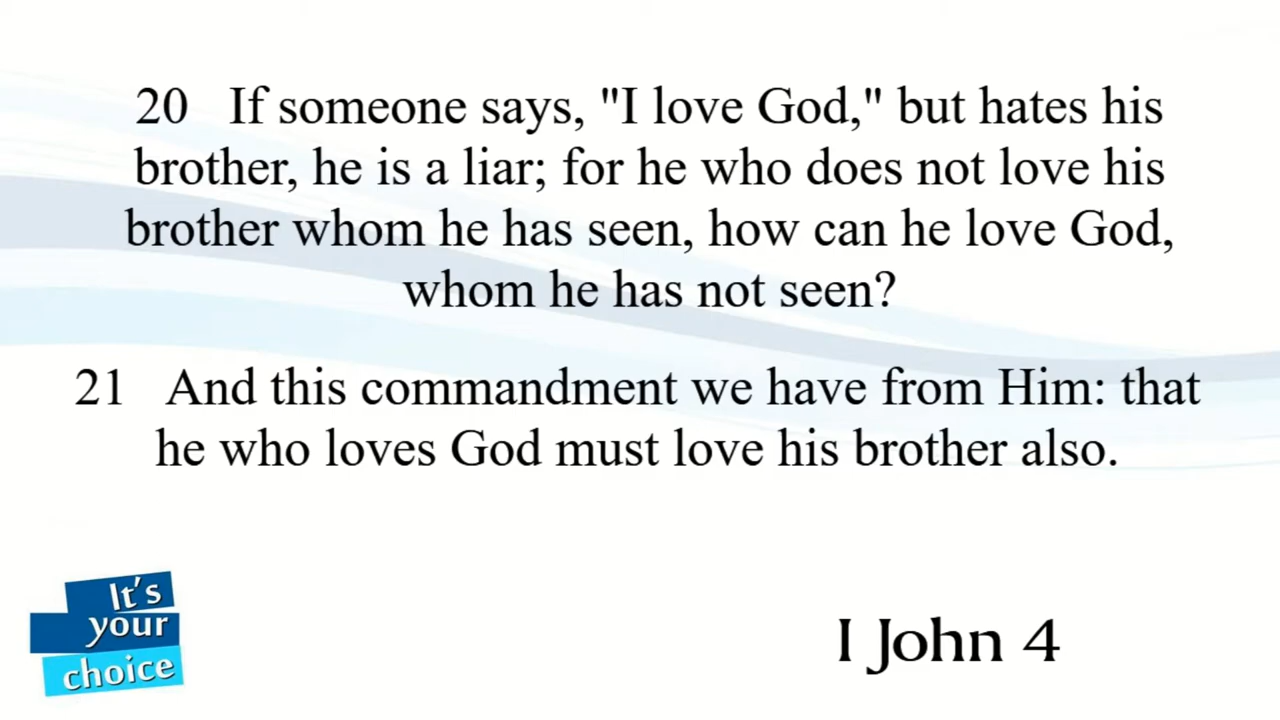 20 If someone says, "I love God," but hates his
brother, he is a liar; for he who does not love his
brother whom he has seen, how can he love God,
whom he has not seen?
21 And this commandment we have from Him: that
he who loves God must love his brother also.
It's
your
choice
I John 4